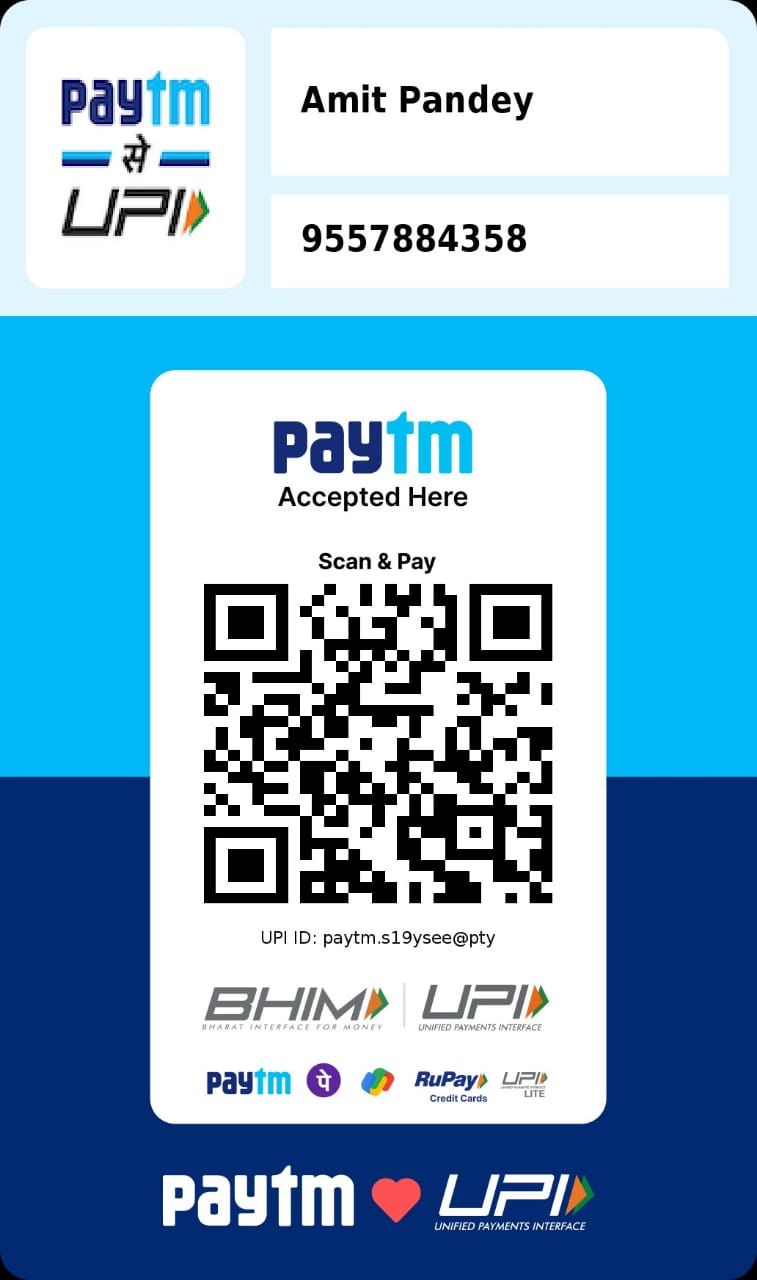 paytm
से
UPI
Amit Pandey
9557884358
paytm
Accepted Here
Scan & Pay
UPI ID: paytm.s19ysee@pty
BHIM UPI
BHARAT INTERFACE FOR MONEY UNIFIED PAYMENTS INTERFACE
paytm पे RuPay UPI
Credit Cards LITE
paytm UPI
UNIFIED PAYMENTS INTERFACE